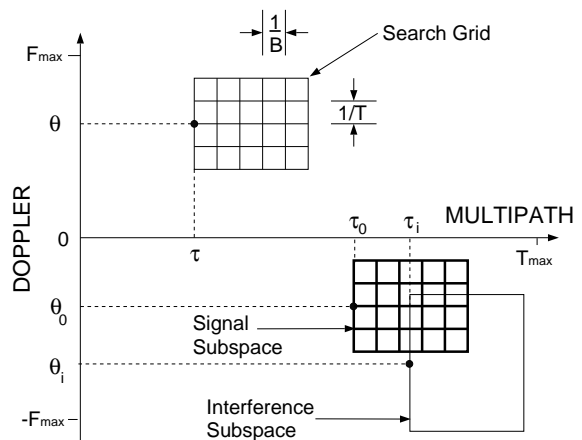 1
B
Search Grid
Fmax
1/T
θ
DOPPLER
0
τ
τ0
τi
MULTIPATH
Tmax
θ0
Signal
Subspace
θi
Interference
Subspace
-Fmax